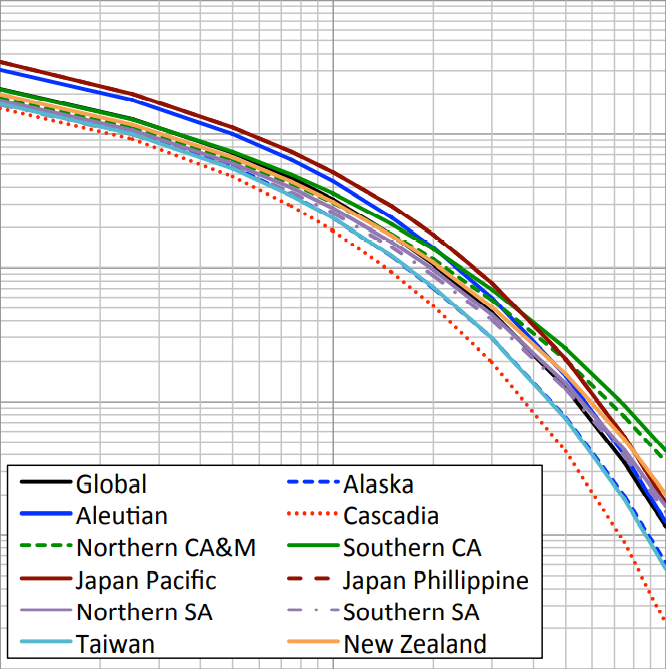 Global Alaska
Aleutian Cascadia
Northern CA&M Southern CA
Japan Pacific Japan Phillippine
Northern SA Southern SA
Taiwan New Zealand